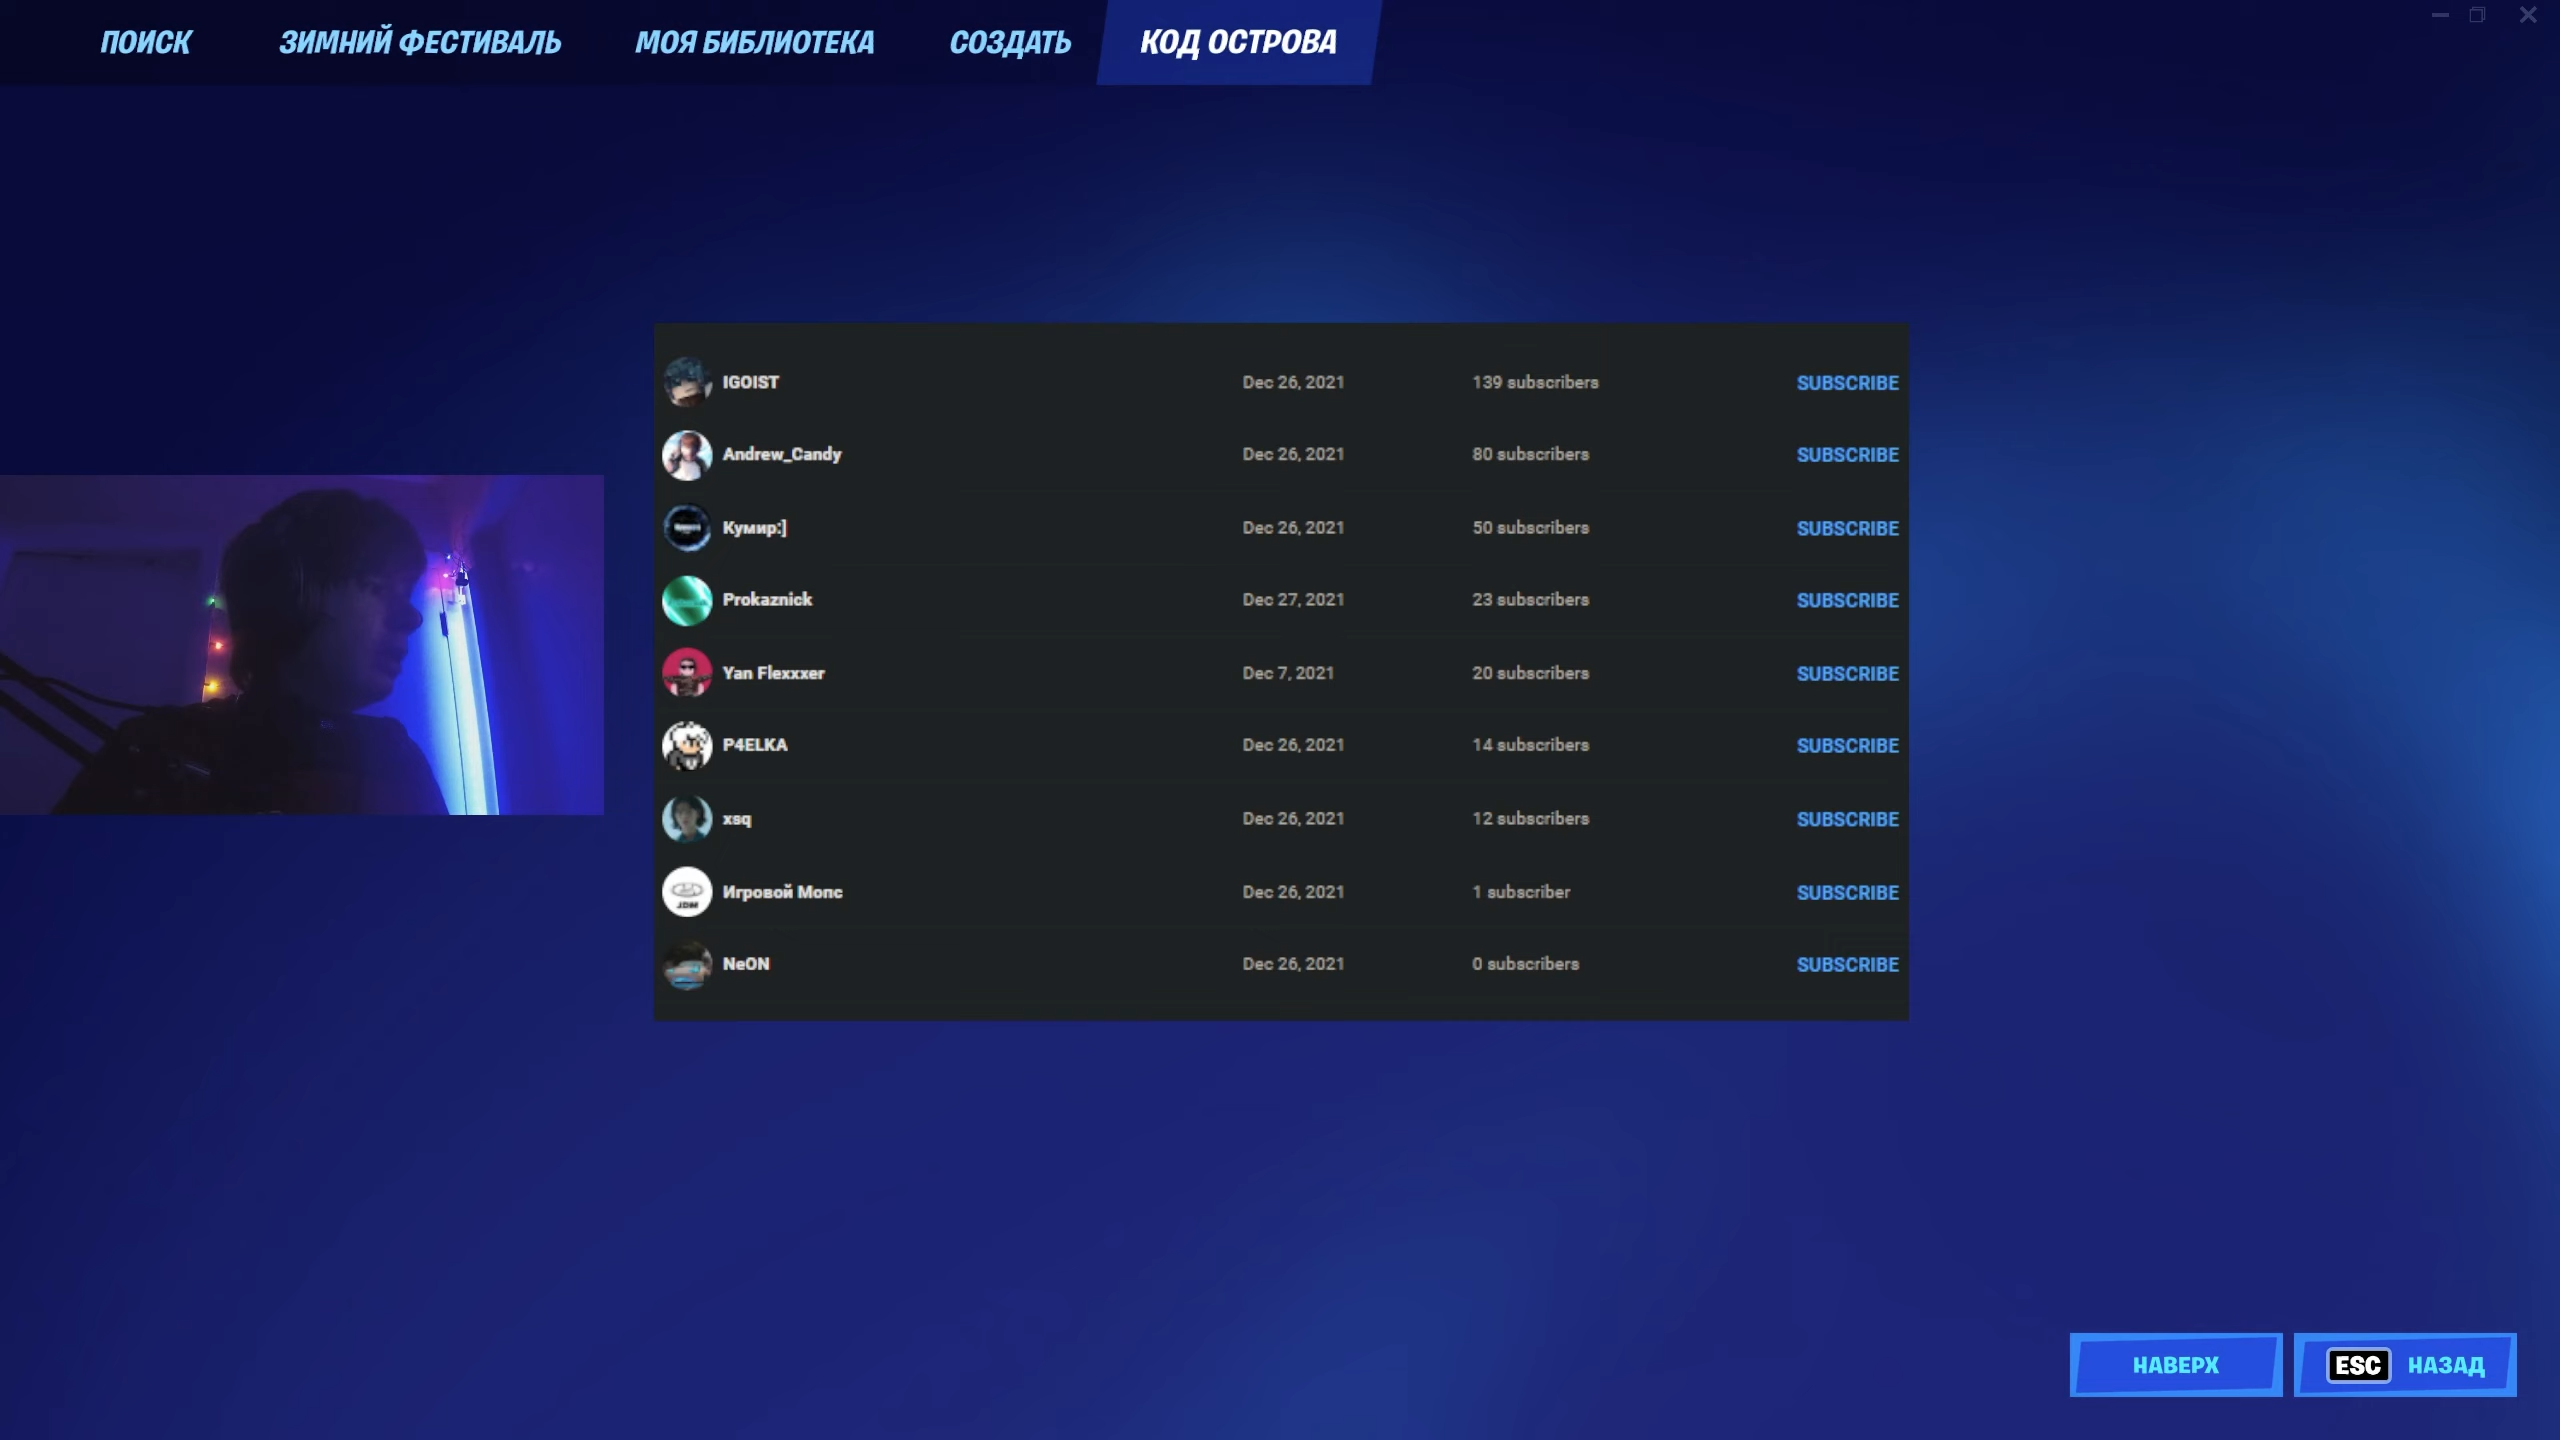 ПОИСК ЗИМНИЙ ФЕСТИВАЛЬ МОЯ БИБЛИОТЕКА СОЗДАТЬ КОД ОСТРОВА
IGOIST Dec 26, 2021 139 subscribers SUBSCRIBE
Andrew_Candy Dec 26, 2021 80 subscribers SUBSCRIBE
Кумир:] Dec 26, 2021 50 subscribers SUBSCRIBE
Prokaznick Dec 27, 2021 23 subscribers SUBSCRIBE
Yan Flexxxer Dec 7, 2021 20 subscribers SUBSCRIBE
P4ELKA Dec 26, 2021 14 subscribers SUBSCRIBE
xsq Dec 26, 2021 12 subscribers SUBSCRIBE
JDM Игровой Мопс Dec 26, 2021 1 subscriber SUBSCRIBE
NeON Dec 26, 2021 0 subscribers SUBSCRIBE
НАВЕРХ ESC НАЗАД